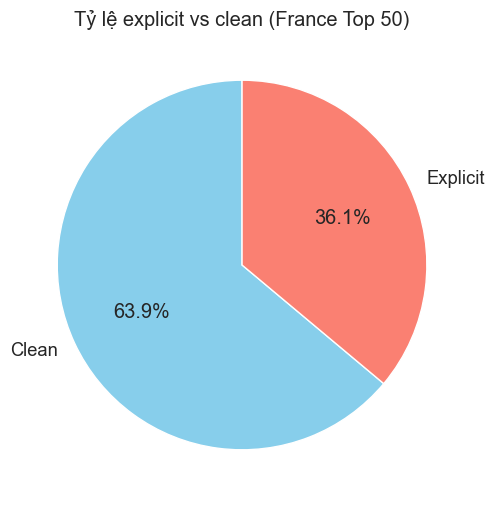 Tỷ lệ explicit vs clean (France Top 50)
Explicit
36.1%
63.9%
Clean